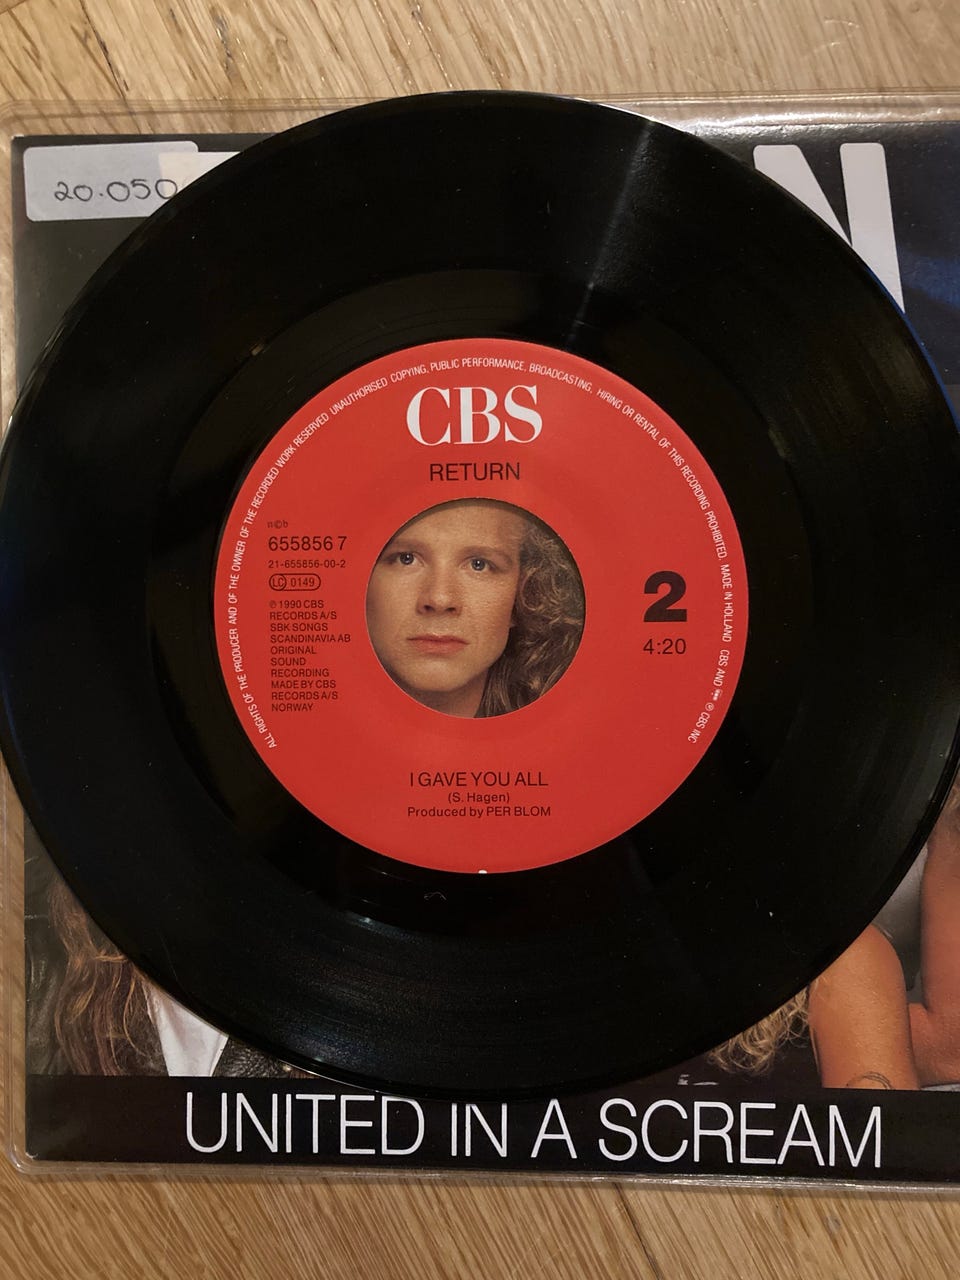 20.050
N
ALL RIGHTS OF THE PRODUCER AND OF THE OWNER OF THE RECORDED WORK RESERVED UNAUTHORISED COPYING, PUBLIC PERFORMANCE, BROADCASTING, HIRING OR RENTAL OF THIS RECORDING PROHIBITED. MADE IN HOLLAND CBS AND ℗ CBS INC
CBS
RETURN
n©b
655856 7
21-655856-00-2
LC 0149
℗ 1990 CBS
RECORDS A/S
SBK SONGS
SCANDINAVIA AB
ORIGINAL
SOUND
RECORDING
MADE BY CBS
RECORDS A/S
NORWAY
2
4:20
I GAVE YOU ALL
(S. Hagen)
Produced by PER BLOM
UNITED IN A SCREAM